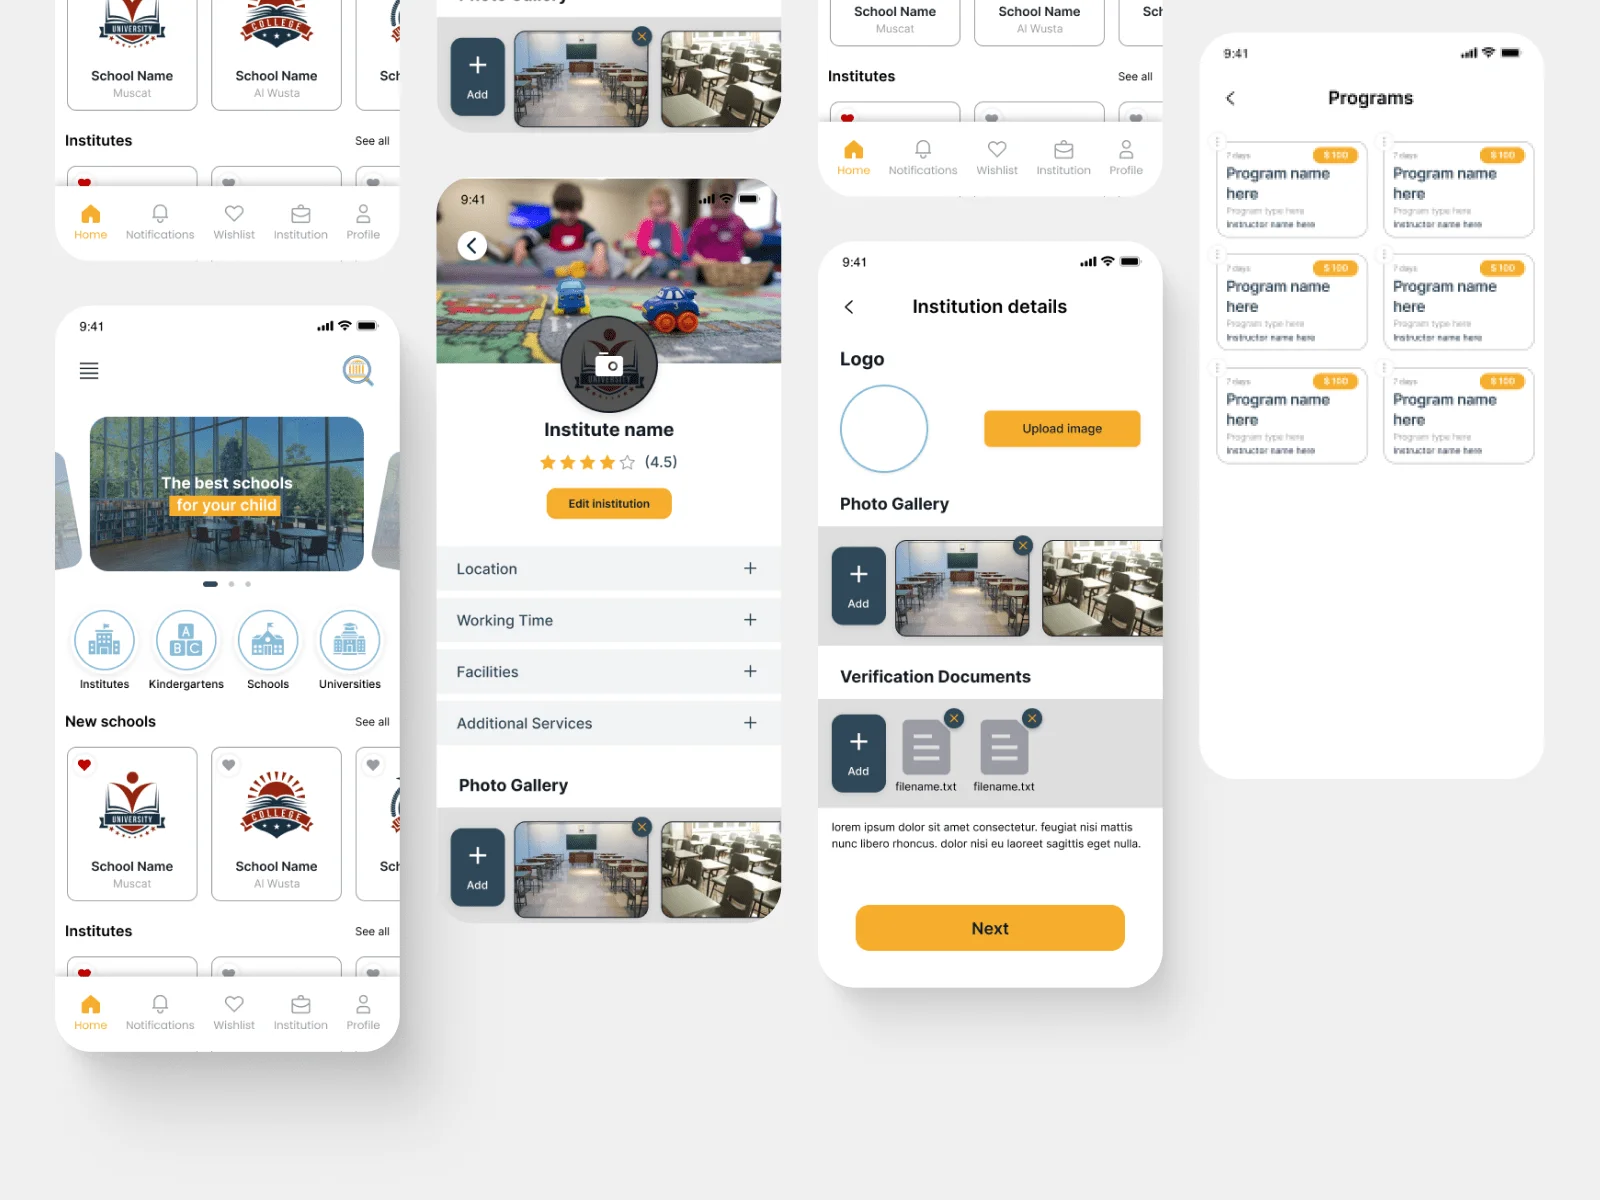 UNIVERSITY
School Name
Muscat
COLLEGE
School Name
Al Wusta
Sch
Institutes
See all
Home
Notifications
Wishlist
Institution
Profile
9:41
The best schools
for your child
Institutes
A
B C
Kindergartens
Schools
Universities
New schools
See all
UNIVERSITY
School Name
Muscat
COLLEGE
School Name
Al Wusta
Sch
Institutes
See all
Home
Notifications
Wishlist
Institution
Profile
Photo Gallery
Add
9:41
UNIVERSITY
Institute name
(4.5)
Edit inistitution
Location
Working Time
Facilities
Additional Services
Photo Gallery
Add
School Name
Muscat
School Name
Al Wusta
Sch
Institutes
See all
Home
Notifications
Wishlist
Institution
Profile
9:41
Institution details
Logo
Upload image
Photo Gallery
Add
Verification Documents
Add
filename.txt
filename.txt
lorem ipsum dolor sit amet consectetur. feugiat nisi mattis
nunc libero rhoncus. dolor nisi eu laoreet sagittis eget nulla.
Next
9:41
Programs
7 days
$ 100
Program name
here
Program type here
Instructor name here
7 days
$ 100
Program name
here
Program type here
Instructor name here
7 days
$ 100
Program name
here
Program type here
Instructor name here
7 days
$ 100
Program name
here
Program type here
Instructor name here
7 days
$ 100
Program name
here
Program type here
Instructor name here
7 days
$ 100
Program name
here
Program type here
Instructor name here